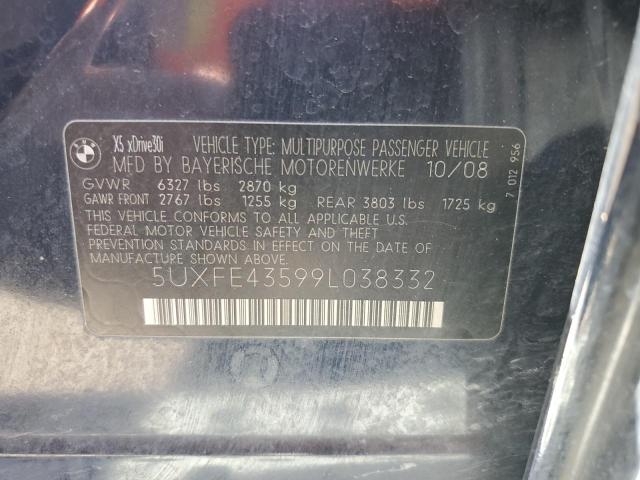 X5 xDrive30i VEHICLE TYPE: MULTIPURPOSE PASSENGER VEHICLE
MFD BY BAYERISCHE MOTORENWERKE 10/08
GVWR 6327 lbs 2870 kg
GAWR FRONT 2767 lbs 1255 kg REAR 3803 lbs 1725 kg
THIS VEHICLE CONFORMS TO ALL APPLICABLE U.S.
FEDERAL MOTOR VEHICLE SAFETY AND THEFT
PREVENTION STANDARDS IN EFFECT ON THE DATE OF
MANUFACTURE SHOWN ABOVE.
5UXFE43599L038332
7 012 956